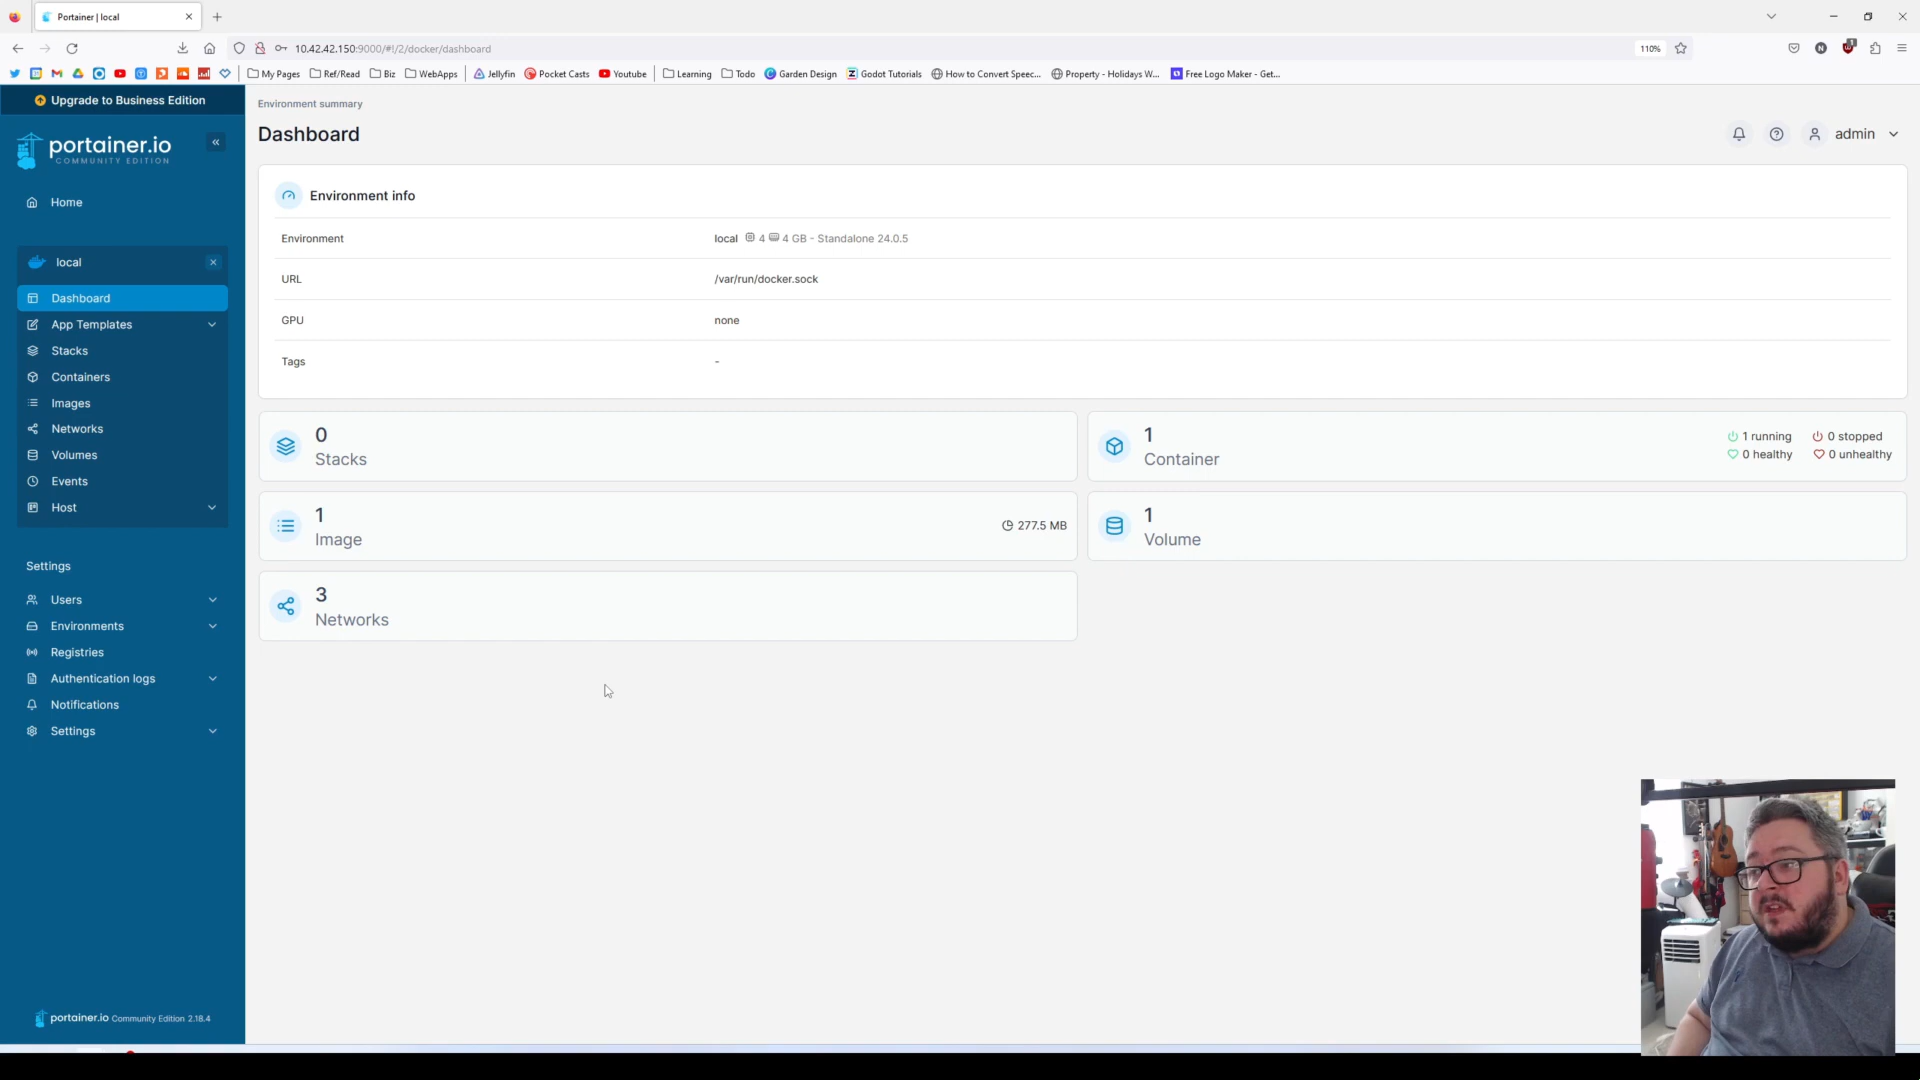 Portainer | local
10.42.42.150:9000/#!/2/docker/dashboard
110%
My Pages
Ref/Read
Biz
WebApps
Jellyfin
Pocket Casts
Youtube
Learning
Todo
Garden Design
Godot Tutorials
How to Convert Speec...
Property - Holidays W...
Free Logo Maker - Get...
Upgrade to Business Edition
portainer.io
COMMUNITY EDITION
Home
local
Dashboard
App Templates
Stacks
Containers
Images
Networks
Volumes
Events
Host
Settings
Users
Environments
Registries
Authentication logs
Notifications
Settings
portainer.io Community Edition 2.18.4
Environment summary
Dashboard
admin
Environment info
Environment
local 4 4 GB - Standalone 24.0.5
URL
/var/run/docker.sock
GPU
none
Tags
-
0
Stacks
1
Container
1 running
0 stopped
0 healthy
0 unhealthy
1
Image
277.5 MB
1
Volume
3
Networks